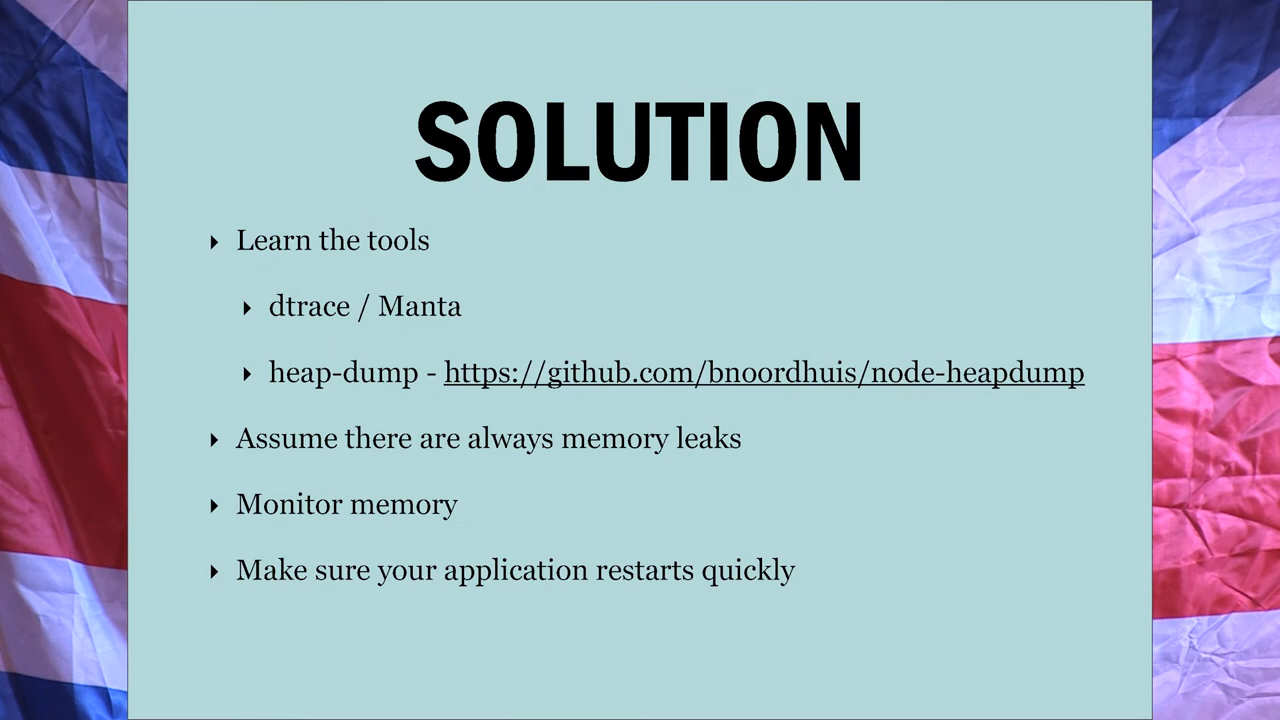 SOLUTION
Learn the tools
dtrace / Manta
heap-dump - https://github.com/bnoordhuis/node-heapdump
Assume there are always memory leaks
Monitor memory
Make sure your application restarts quickly